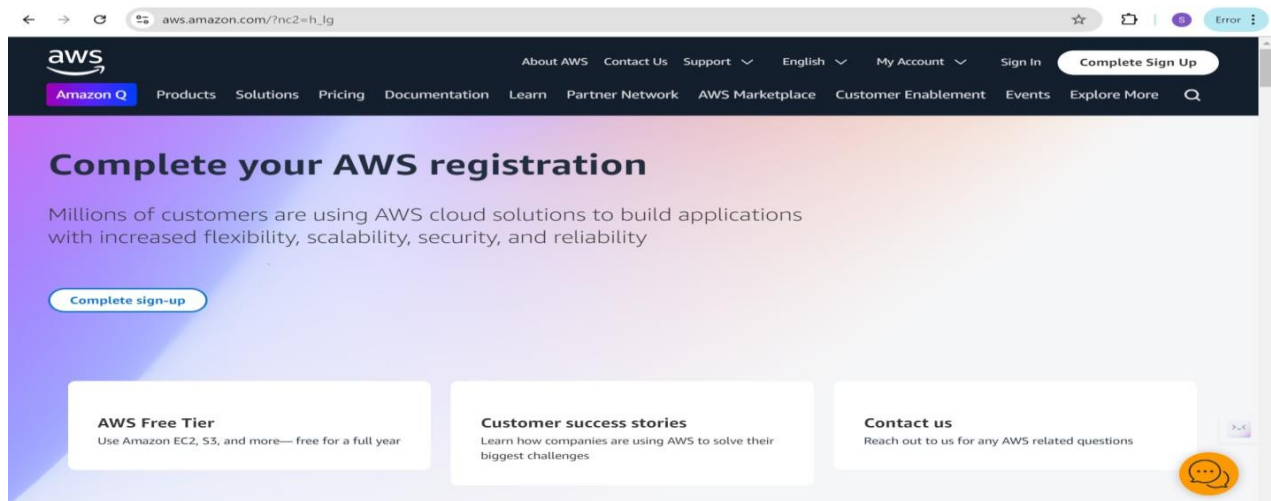 aws.amazon.com/?nc2=h_lg
S
Error
aws
About AWS Contact Us Support English My Account Sign In Complete Sign Up
Amazon Q Products Solutions Pricing Documentation Learn Partner Network AWS Marketplace Customer Enablement Events Explore More
Complete your AWS registration
Millions of customers are using AWS cloud solutions to build applications
with increased flexibility, scalability, security, and reliability
Complete sign-up
AWS Free Tier
Use Amazon EC2, S3, and more— free for a full year
Customer success stories
Learn how companies are using AWS to solve their
biggest challenges
Contact us
Reach out to us for any AWS related questions